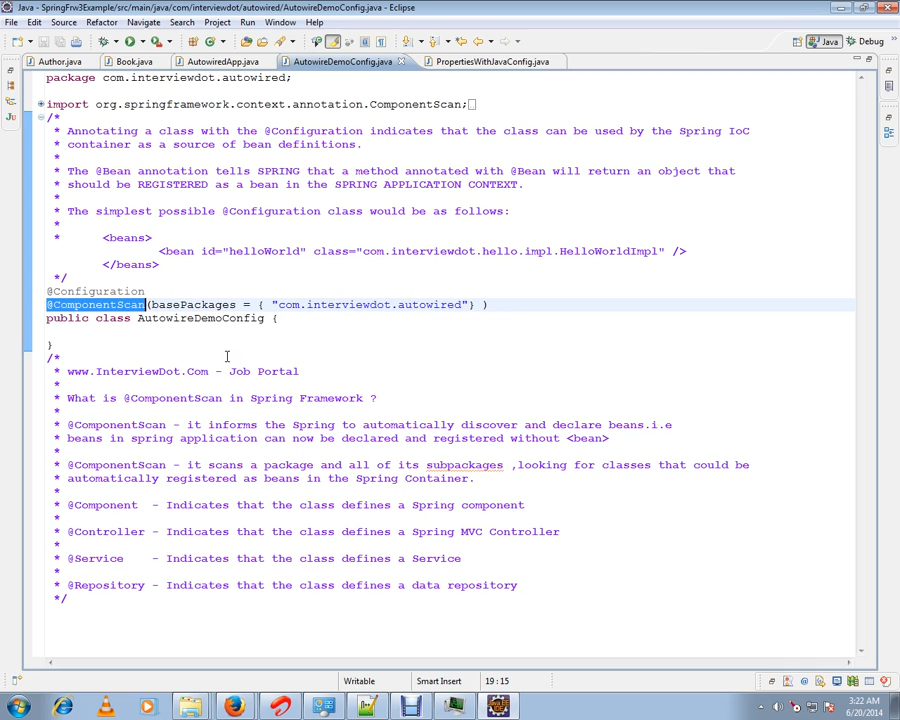 Java - SpringFrw3Example/src/main/java/com/interviewdot/autowired/AutowireDemoConfig.java - Eclipse
File Edit Source Refactor Navigate Search Project Run Window Help
Java Debug
Author.java Book.java AutowiredApp.java AutowireDemoConfig.java PropertiesWithJavaConfig.java
package com.interviewdot.autowired;
import org.springframework.context.annotation.ComponentScan;
/*
* Annotating a class with the @Configuration indicates that the class can be used by the Spring IoC
* container as a source of bean definitions.
*
* The @Bean annotation tells SPRING that a method annotated with @Bean will return an object that
* should be REGISTERED as a bean in the SPRING APPLICATION CONTEXT.
*
* The simplest possible @Configuration class would be as follows:
*
* <beans>
<bean id="helloWorld" class="com.interviewdot.hello.impl.HelloWorldImpl" />
</beans>
*/
@Configuration
@ComponentScan(basePackages = { "com.interviewdot.autowired"} )
public class AutowireDemoConfig {
}
/*
* www.InterviewDot.Com - Job Portal
*
* What is @ComponentScan in Spring Framework ?
*
* @ComponentScan - it informs the Spring to automatically discover and declare beans.i.e
* beans in spring application can now be declared and registered without <bean>
*
* @ComponentScan - it scans a package and all of its subpackages ,looking for classes that could be
* automatically registered as beans in the Spring Container.
*
* @Component - Indicates that the class defines a Spring component
*
* @Controller - Indicates that the class defines a Spring MVC Controller
*
* @Service - Indicates that the class defines a Service
*
* @Repository - Indicates that the class defines a data repository
*/
Writable Smart Insert 19 : 15
3:22 AM
6/20/2014